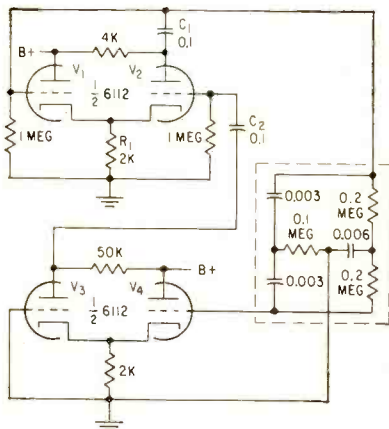 C1
0.1
4K
B+
V1
V2
1/2 6112
1 MEG
R1
2K
1 MEG
C2
0.1
0.003
0.1
MEG
0.003
0.2
MEG
0.006
0.2
MEG
50K
B+
V3
V4
1/2 6112
2K